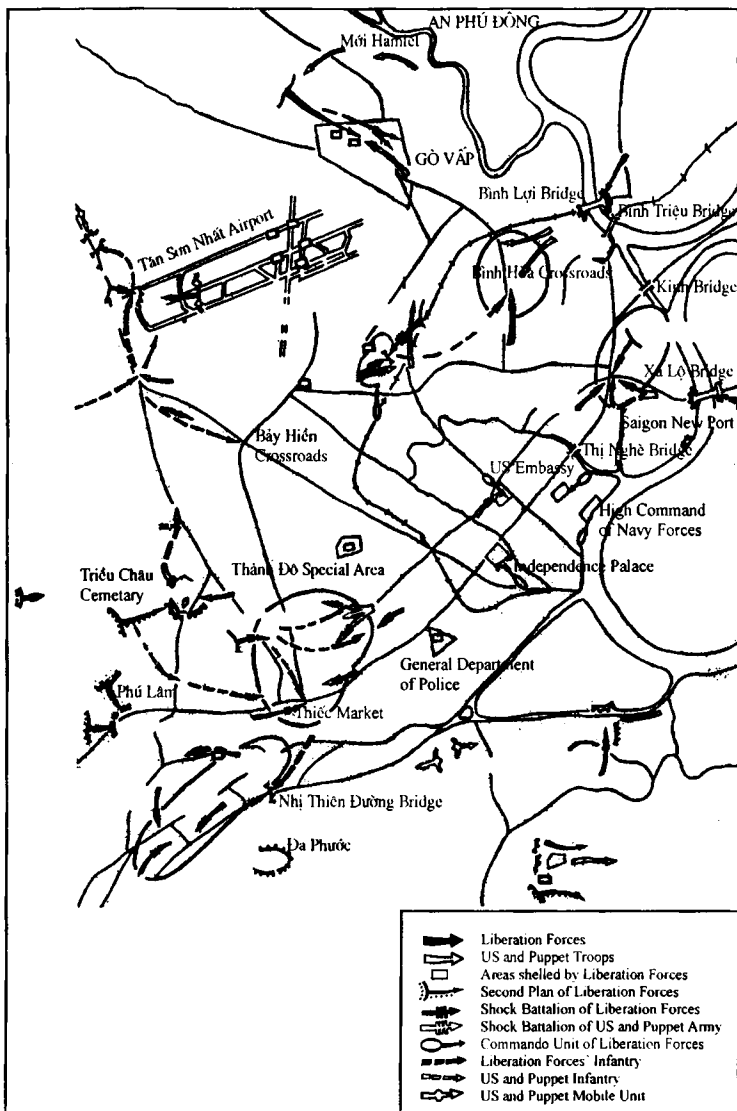 AN PHÚ ĐÔNG
Mới Hamlet
GÒ VẤP
Bình Lợi Bridge
Bình Triệu Bridge
Tân Sơn Nhất Airport
Bình Hòa Crossroads
Kiệu Bridge
Xa Lộ Bridge
Saigon New Port
Bảy Hiền
Crossroads
Thị Nghè Bridge
US Embassy
High Command
of Navy Forces
Thành Đô Special Area
Independence Palace
Triều Châu
Cemetary
General Department
of Police
Phú Lâm
Thiếc Market
Nhị Thiên Đường Bridge
Đa Phước
Liberation Forces
US and Puppet Troops
Areas shelled by Liberation Forces
Second Plan of Liberation Forces
Shock Battalion of Liberation Forces
Shock Battalion of US and Puppet Army
Commando Unit of Liberation Forces
Liberation Forces' Infantry
US and Puppet Infantry
US and Puppet Mobile Unit